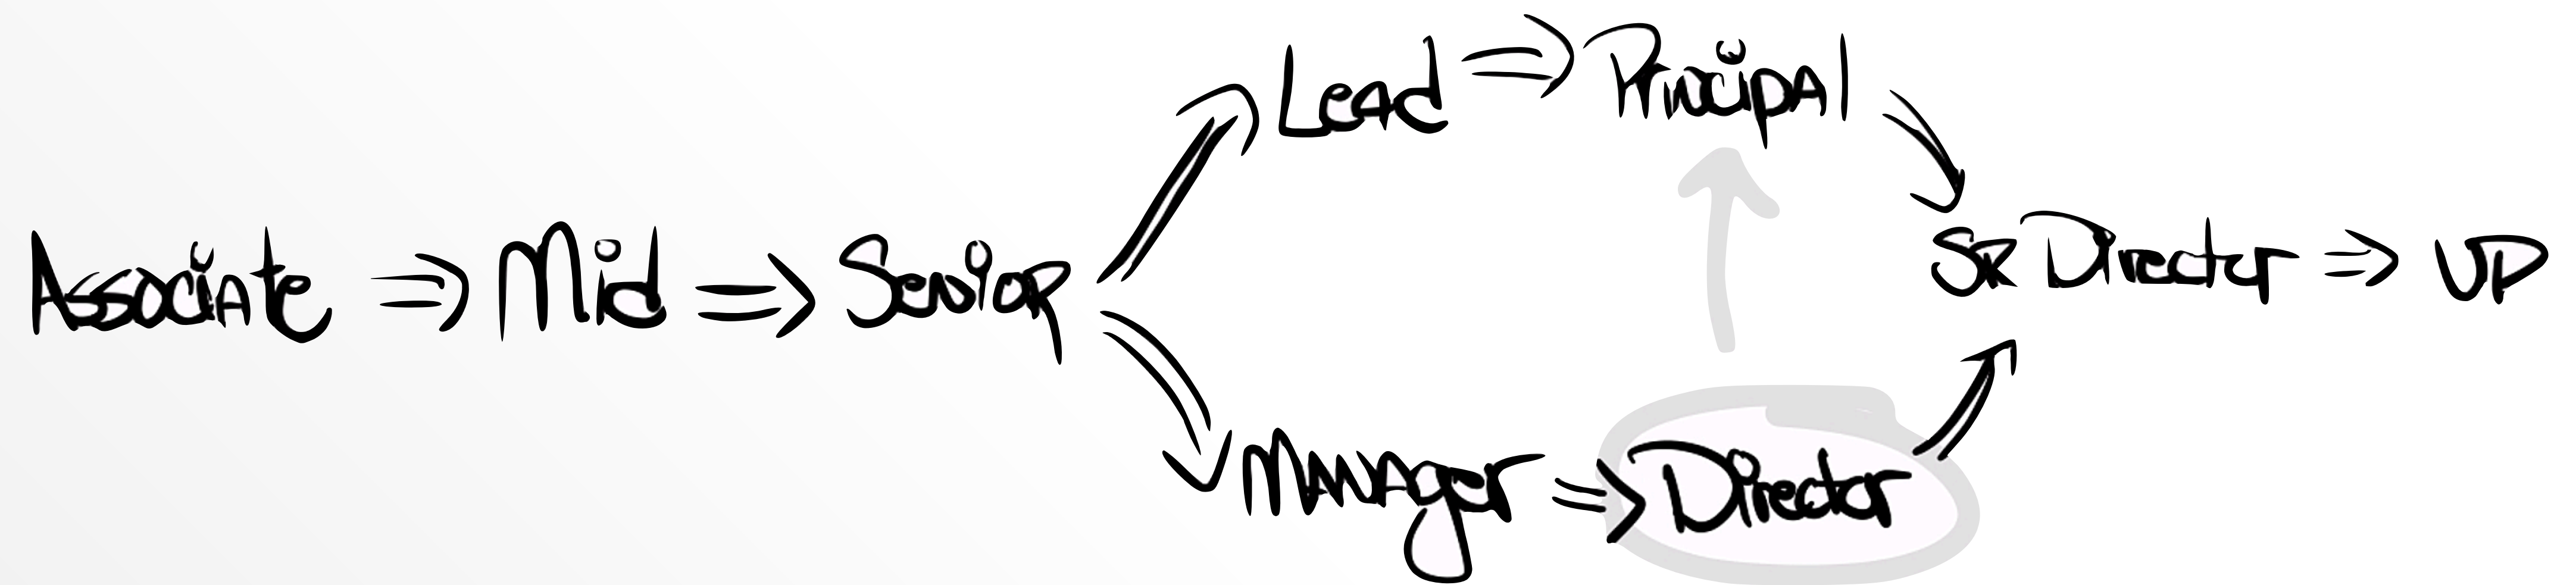 Lead ⇒ Principal
Associate ⇒ Mid ⇒ Senior
SR Director ⇒ VP
Manager ⇒ Director